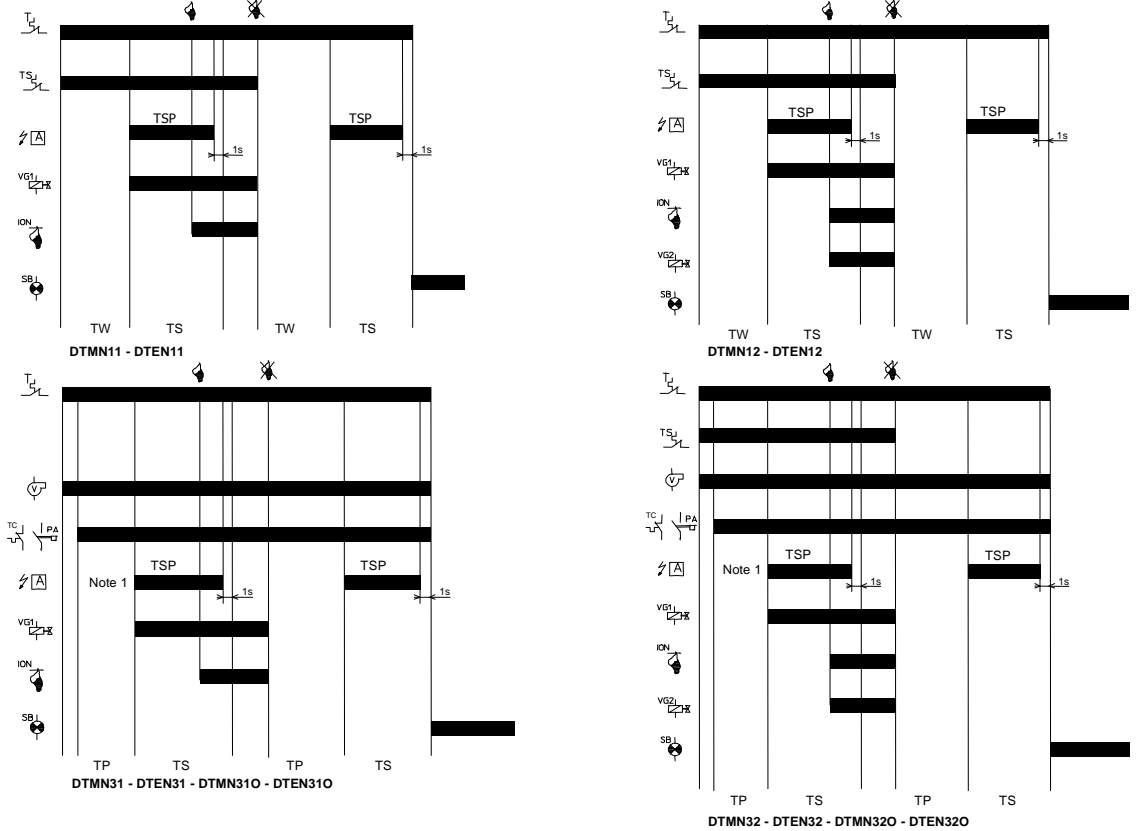 T
TS
TSP
TSP
A
1s
1s
VG1
ION
SB
TW
TS
TW
TS
DTMN11 - DTEN11
T
TS
TSP
TSP
A
1s
1s
VG1
ION
VG2
SB
TW
TS
TW
TS
DTMN12 - DTEN12
T
V
TC
PA
TSP
TSP
A
Note 1
1s
1s
VG1
ION
SB
TP
TS
TP
TS
DTMN31 - DTEN31 - DTMN31O - DTEN31O
T
TS
V
TC
PA
TSP
TSP
A
Note 1
1s
1s
VG1
ION
VG2
SB
TP
TS
TP
TS
DTMN32 - DTEN32 - DTMN32O - DTEN32O